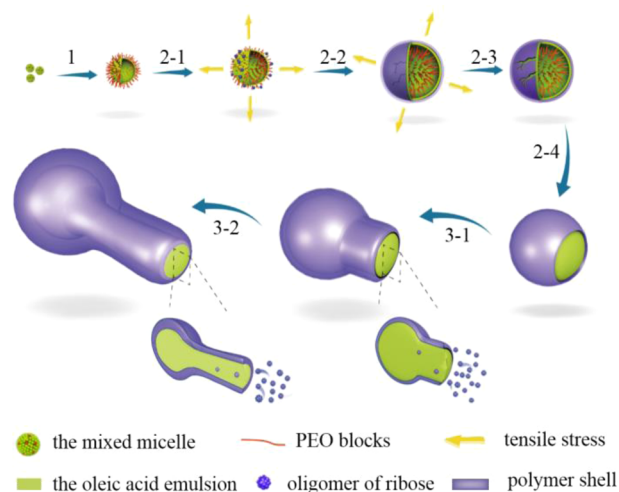 1
2-1
2-2
2-3
2-4
3-2
3-1
the mixed micelle
PEO blocks
tensile stress
the oleic acid emulsion
oligomer of ribose
polymer shell